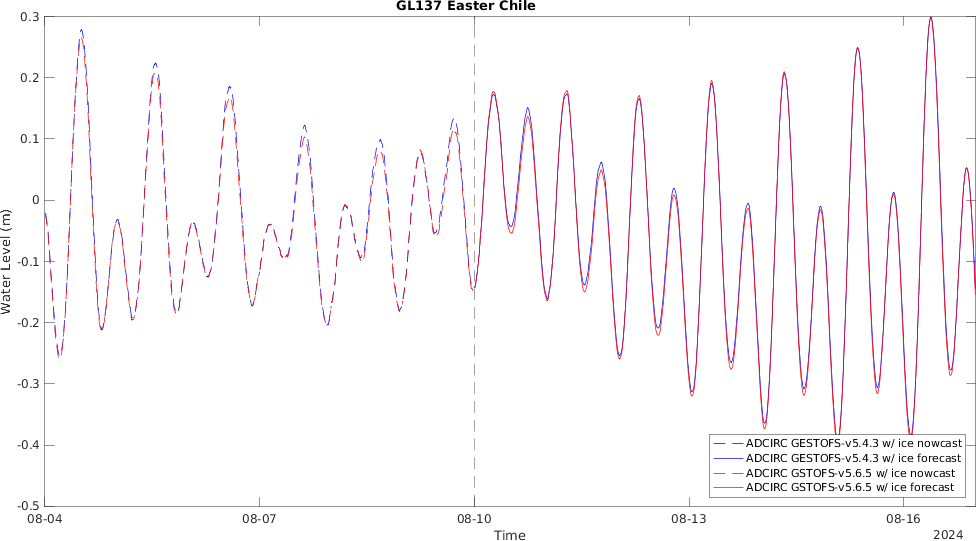 GL137 Easter Chile
0.3
0.2
0.1
0
-0.1
-0.2
-0.3
-0.4
-0.5
Water Level (m)
08-04 08-07 08-10 08-13 08-16
Time
2024
ADCIRC GESTOFS-v5.4.3 w/ ice nowcast
ADCIRC GESTOFS-v5.4.3 w/ ice forecast
ADCIRC GSTOFS-v5.6.5 w/ ice nowcast
ADCIRC GSTOFS-v5.6.5 w/ ice forecast